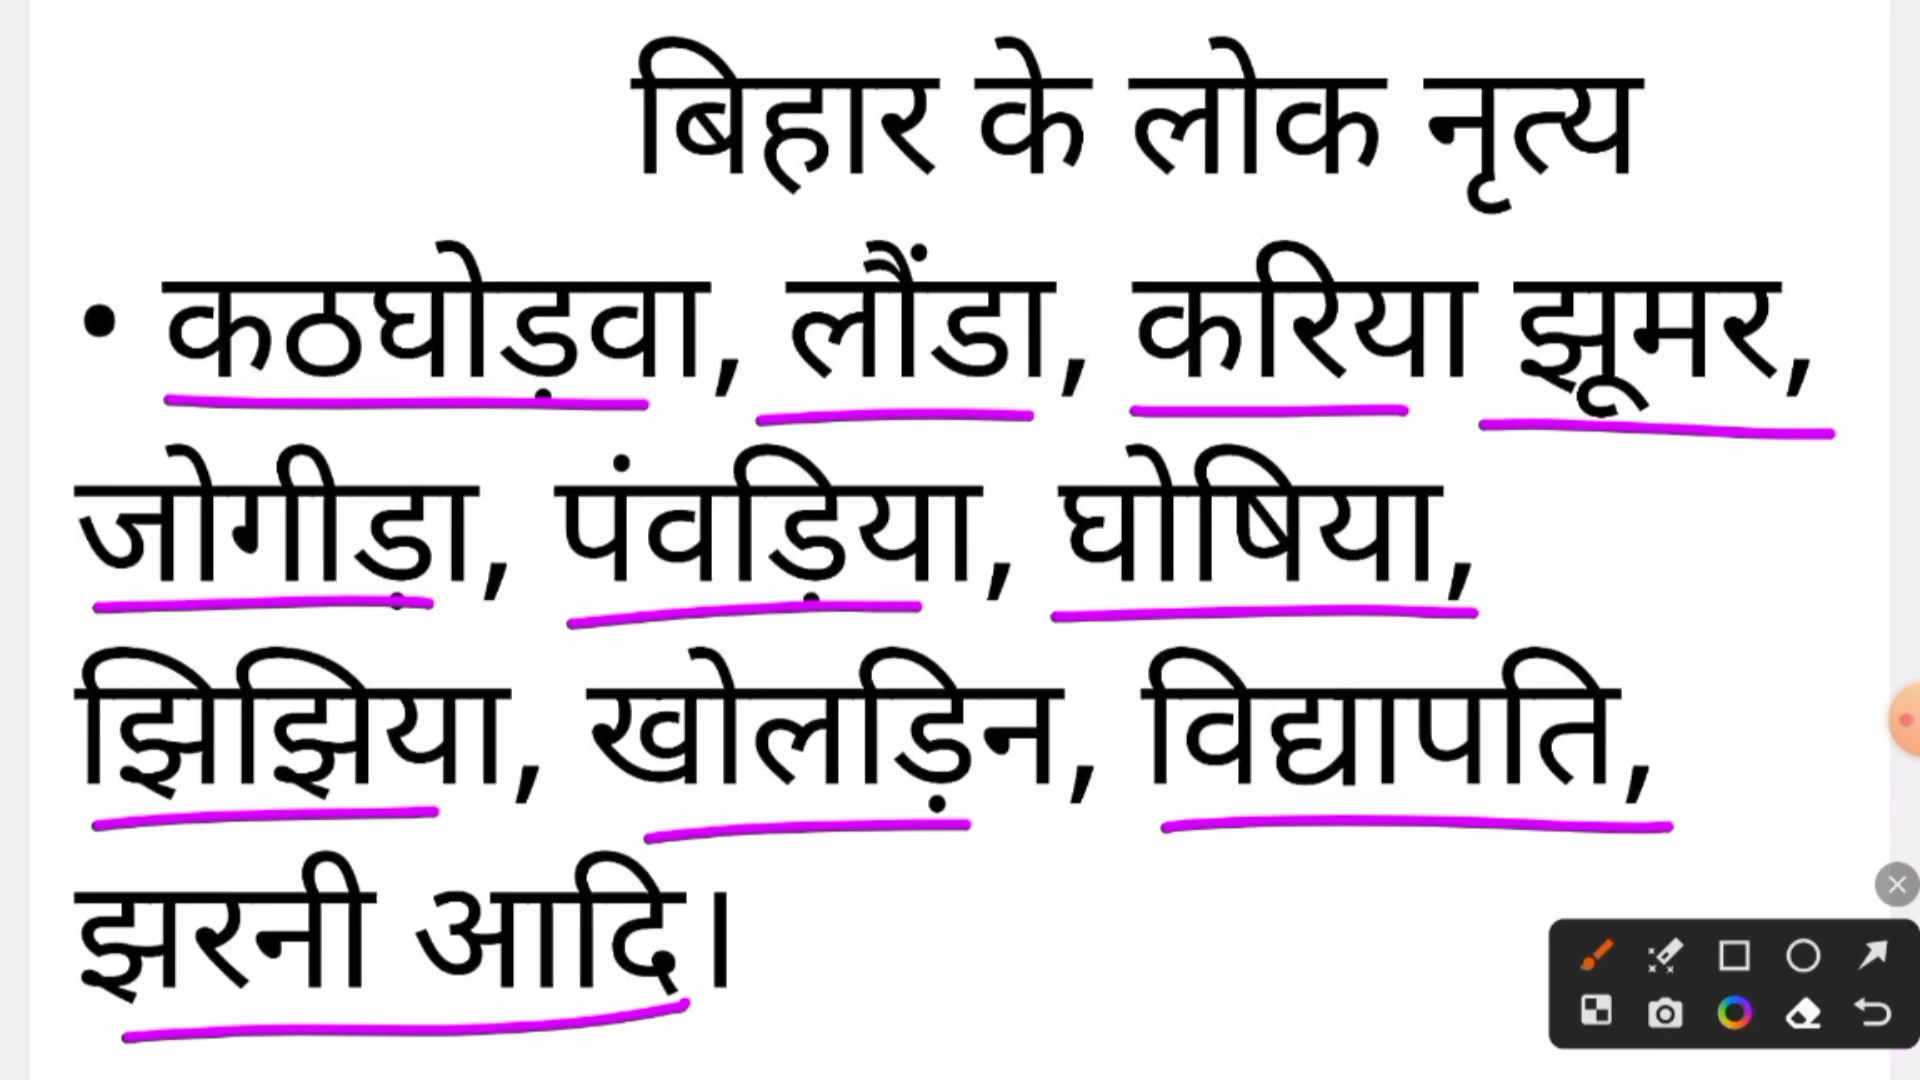 बिहार के लोक नृत्य
• कठघोड़वा, लौंडा, करिया झूमर,
जोगीड़ा, पंवड़िया, घोषिया,
झिझिया, खोलड़िन, विद्यापति,
झरनी आदि।